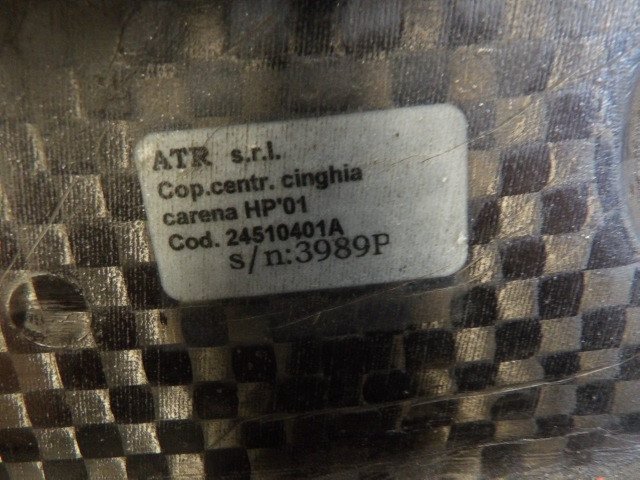 ATR s.r.l.
Cop.centr. cinghia
carena HP'01
Cod. 24510401A
s/n:3989P